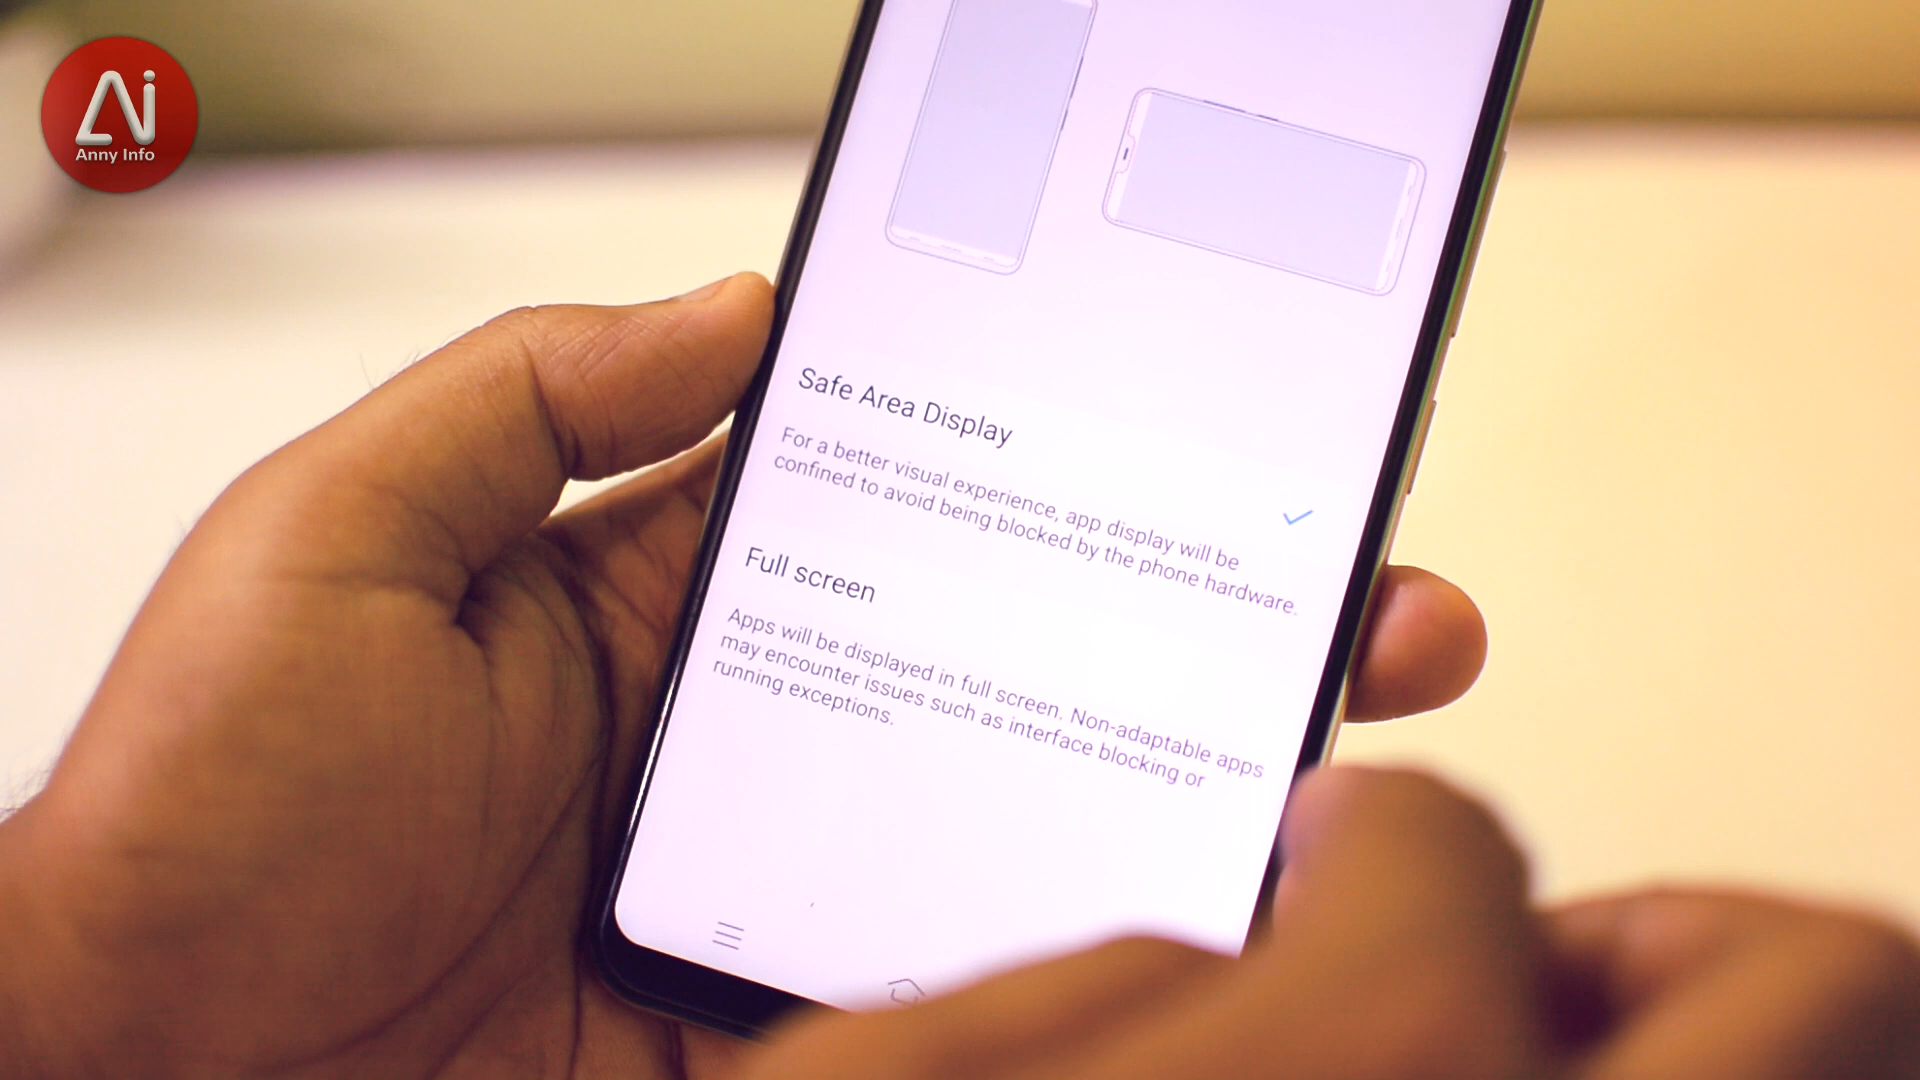 Ai
Anny Info
Safe Area Display
For a better visual experience, app display will be
confined to avoid being blocked by the phone hardware.
Full screen
Apps will be displayed in full screen. Non-adaptable apps
may encounter issues such as interface blocking or
running exceptions.